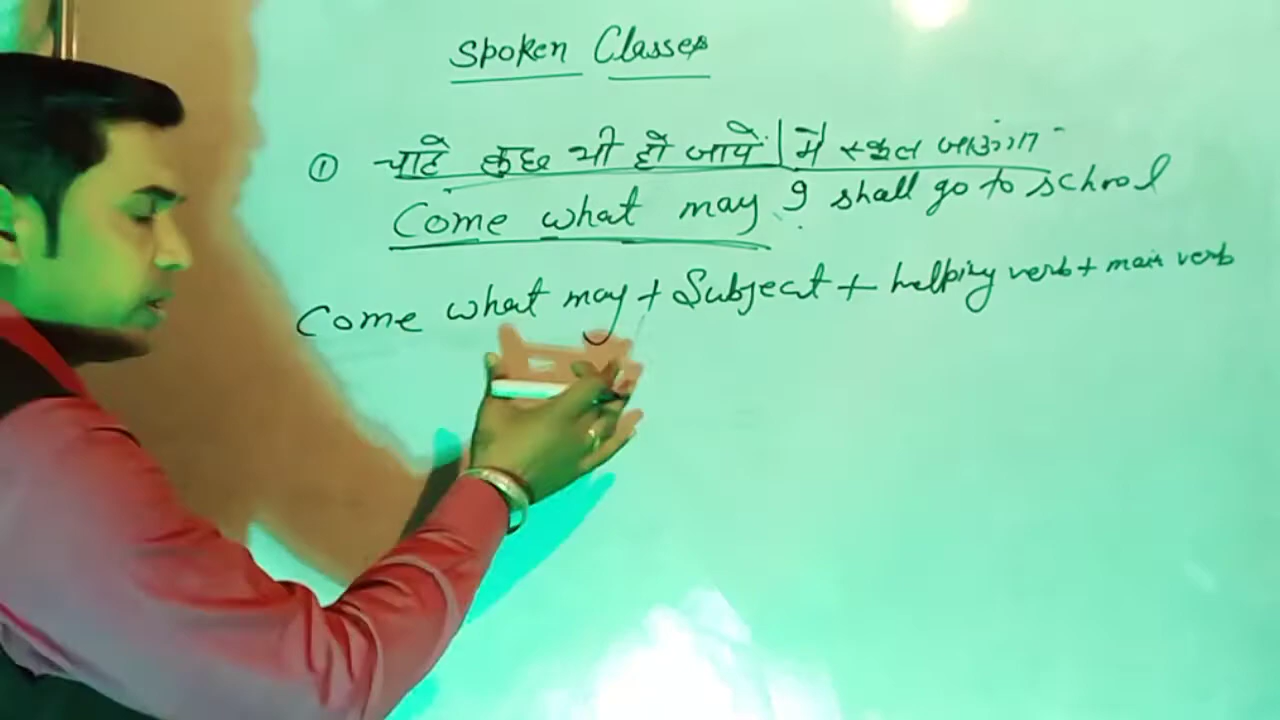 Spoken Classes
① चाहे कुछ भी हो जाये | मैं स्कूल जाऊंगा -
Come what may I shall go to school
Come what may + Subject + helping verb + main verb